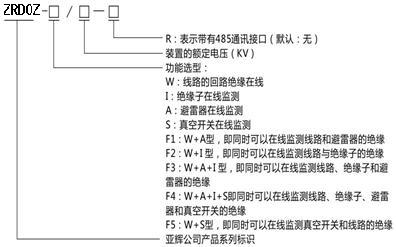 ZRDQZ-□/□-□
R：表示带有485通讯接口（默认：无）
装置的额定电压（KV）
功能选型：
W：线路的回路绝缘在线
I：绝缘子在线监测
A：避雷器在线监测
S：真空开关在线监测
F1：W+A型，即同时可以在线监测线路和避雷器的绝缘
F2：W+I型，即同时可以在线监测线路与绝缘子的绝缘
F3：W+A+I型，即同时可以在线监测线路、绝缘子和避
雷器的绝缘
F4：W+A+I+S即同时可以在线监测线路、绝缘子、避雷
器和真空开关的绝缘
F5：W+S型，即同时可以在线监测真空开关和线路的绝缘
亚辉公司产品系列标识